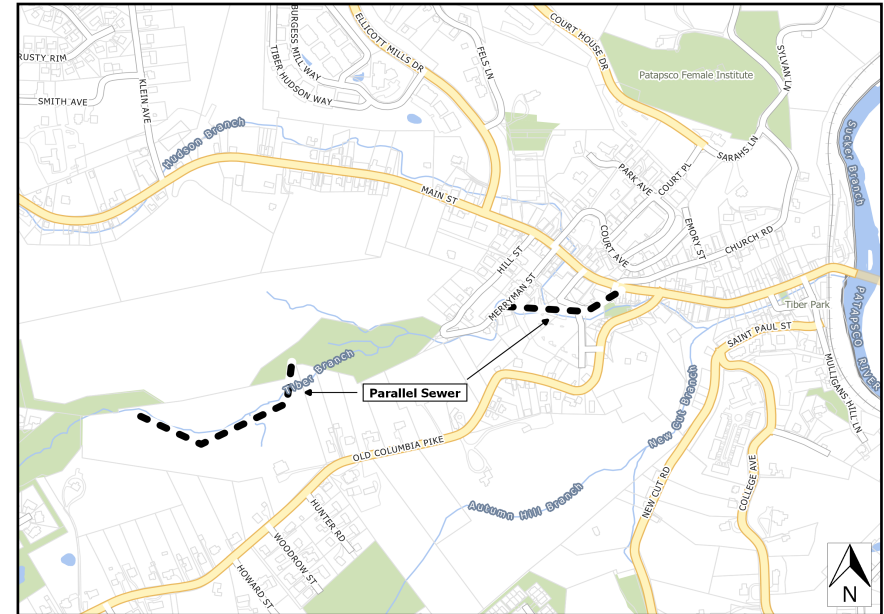 COURT HOUSE DR
BURGESS MILL WAY
ELLICOTT MILLS DR
TIBER HUDSON WAY
FELS LN
SYLVAN LN
RUSTY RIM
KLEIN AVE
Patapsco Female Institute
SMITH AVE
Hudson Branch
Sucker Branch
SARAHS LN
PARK AVE
COURT PL
MAIN ST
EMORY ST
COURT AVE
CHURCH RD
HILL ST
MERRYMAN ST
Tiber Park
PATAPSCO RIVER
SAINT PAUL ST
Tiber Branch
MULLIGANS HILL LN
Parallel Sewer
New Cut Branch
OLD COLUMBIA PIKE
NEW CUT RD
COLLEGE AVE
Autumn Hill Branch
HUNTER RD
WOODROW ST
HOWARD ST
N